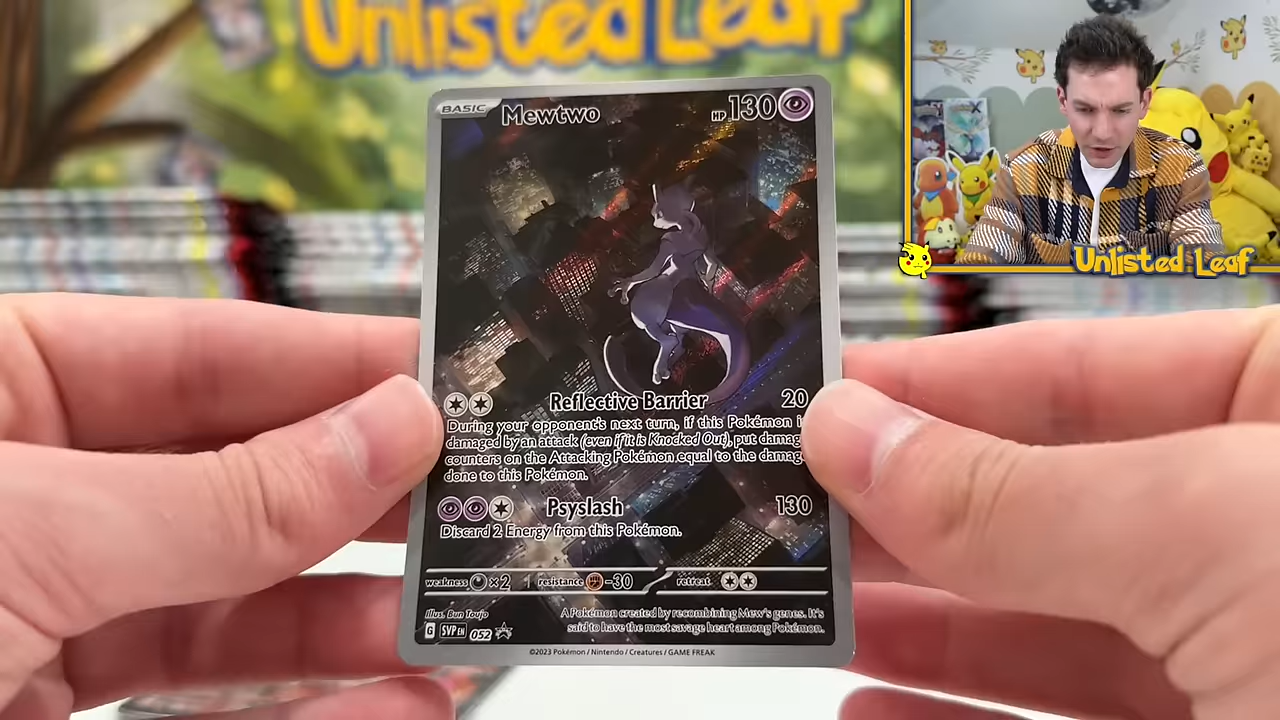 Unlisted Leaf
BASIC Mewtwo HP 130
Reflective Barrier 20
During your opponent's next turn, if this Pokémon i
damaged by an attack (even if it is Knocked Out), put damag
counters on the Attacking Pokémon equal to the damag
done to this Pokémon.
Psyslash 130
Discard 2 Energy from this Pokémon.
weakness ×2 resistance -30 retreat
Illus. Bun Toujo
A Pokémon created by recombining Mew's genes. It's
said to have the most savage heart among Pokémon.
G SVP EN 052
©2023 Pokémon / Nintendo / Creatures / GAME FREAK
Unlisted Leaf